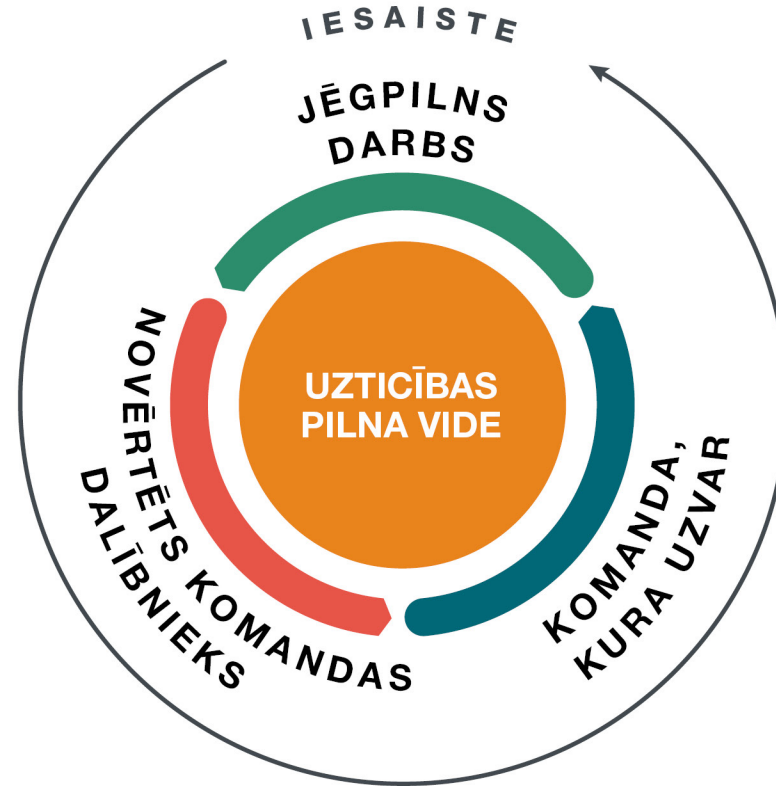 IESAISTE
JĒGPILNS
DARBS
UZTICĪBAS
PILNA VIDE
NOVĒRTĒTS KOMANDAS
DALĪBNIEKS
KOMANDA,
KURA UZVAR